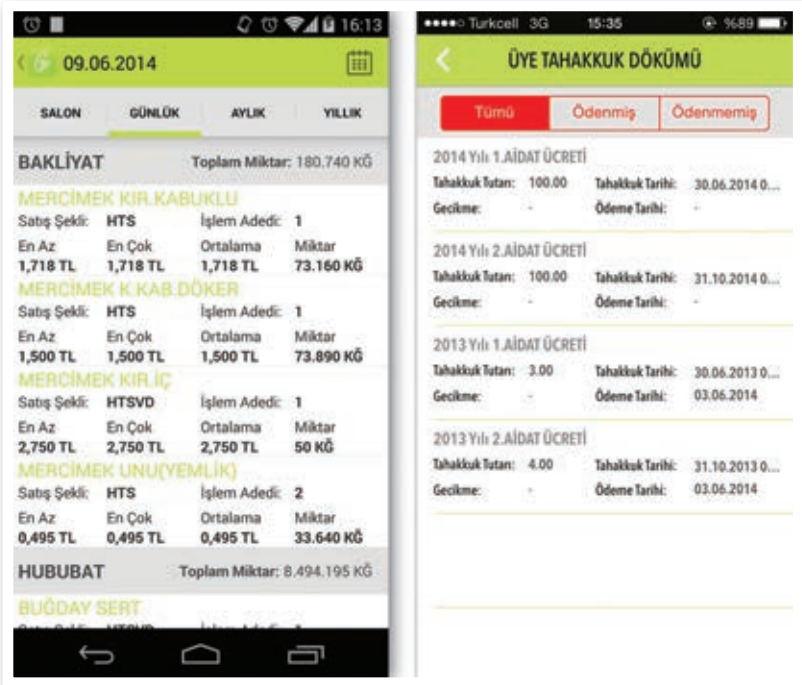 16:13
09.06.2014
SALON GÜNLÜK AYLIK YILLIK
BAKLİYAT Toplam Miktar: 180.740 KĞ
MERCİMEK KIR.KABUKLU
Satış Şekli: HTS İşlem Adedi: 1
En Az En Çok Ortalama Miktar
1,718 TL 1,718 TL 1,718 TL 73.160 KĞ
MERCİMEK K.KAB.DÖKER
Satış Şekli: HTS İşlem Adedi: 1
En Az En Çok Ortalama Miktar
1,500 TL 1,500 TL 1,500 TL 73.890 KĞ
MERCİMEK KIR.İÇ
Satış Şekli: HTSVD İşlem Adedi: 1
En Az En Çok Ortalama Miktar
2,750 TL 2,750 TL 2,750 TL 50 KĞ
MERCİMEK UNU(YEMLİK)
Satış Şekli: HTS İşlem Adedi: 2
En Az En Çok Ortalama Miktar
0,495 TL 0,495 TL 0,495 TL 33.640 KĞ
HUBUBAT Toplam Miktar: 8.494.195 KĞ
BUĞDAY SERT
Turkcell 3G 15:35 %89
ÜYE TAHAKKUK DÖKÜMÜ
Tümü Ödenmiş Ödenmemiş
2014 Yılı 1.AİDAT ÜCRETİ
Tahakkuk Tutarı: 100.00 Tahakkuk Tarihi: 30.06.2014 0...
Gecikme: - Ödeme Tarihi: -
2014 Yılı 2.AİDAT ÜCRETİ
Tahakkuk Tutarı: 100.00 Tahakkuk Tarihi: 31.10.2014 0...
Gecikme: - Ödeme Tarihi: -
2013 Yılı 1.AİDAT ÜCRETİ
Tahakkuk Tutarı: 3.00 Tahakkuk Tarihi: 30.06.2013 0...
Gecikme: - Ödeme Tarihi: 03.06.2014
2013 Yılı 2.AİDAT ÜCRETİ
Tahakkuk Tutarı: 4.00 Tahakkuk Tarihi: 31.10.2013 0...
Gecikme: - Ödeme Tarihi: 03.06.2014